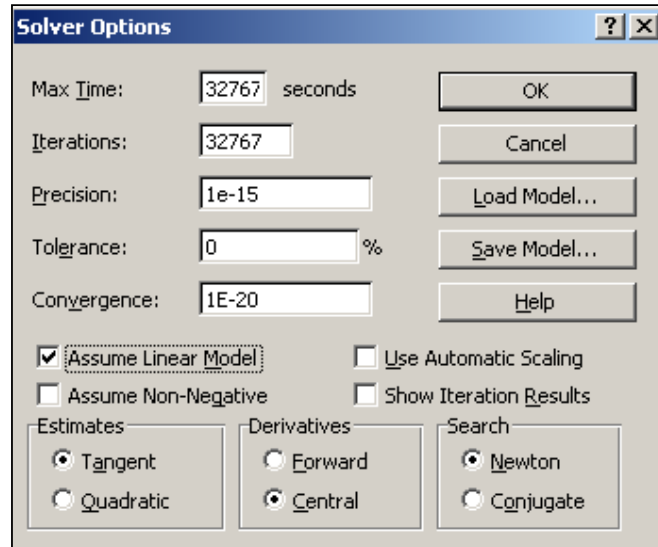 Solver Options
Max Time: 32767 seconds
OK
Iterations: 32767
Cancel
Precision: 1e-15
Load Model...
Tolerance: 0 %
Save Model...
Convergence: 1E-20
Help
Assume Linear Model
Use Automatic Scaling
Assume Non-Negative
Show Iteration Results
Estimates
Derivatives
Search
Tangent
Forward
Newton
Quadratic
Central
Conjugate